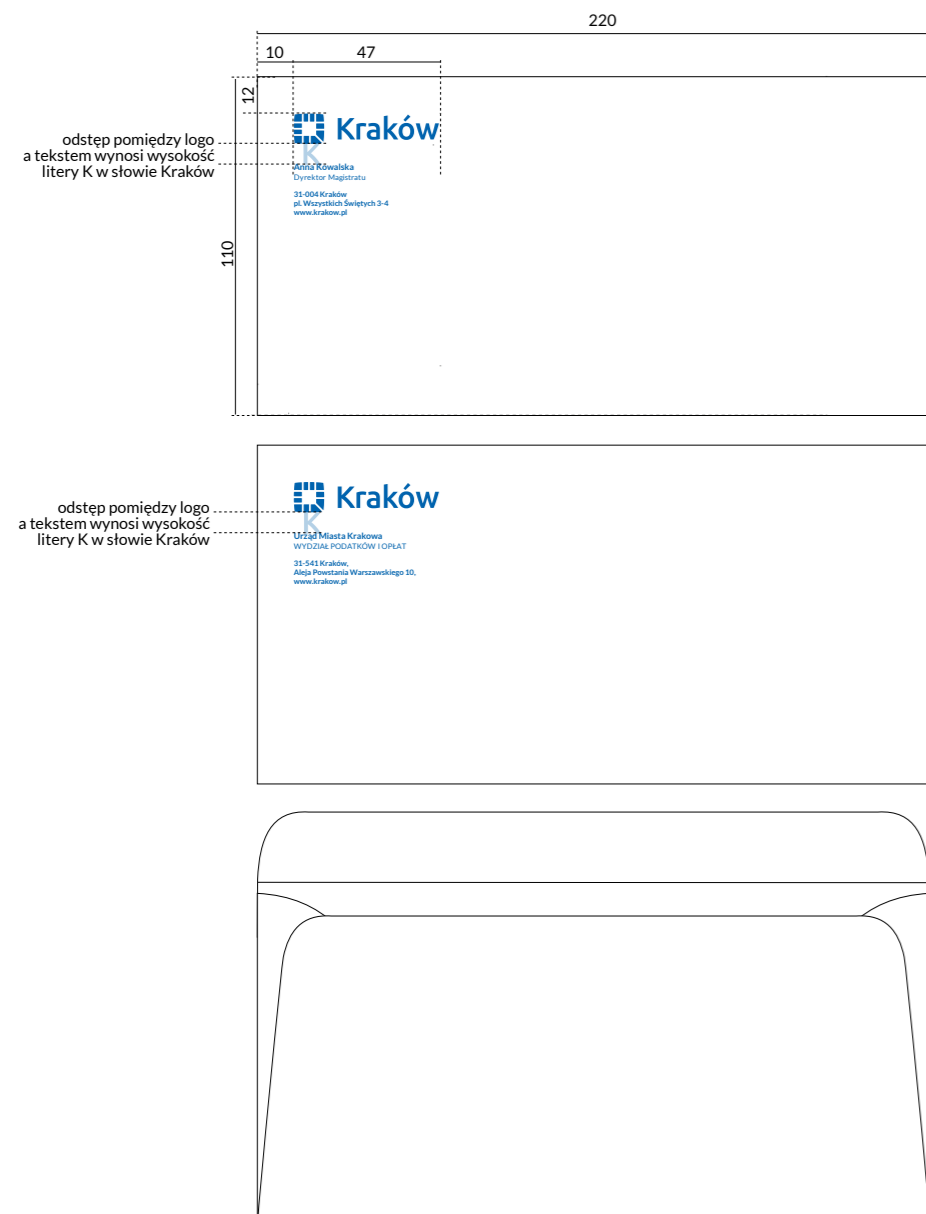 220
10
47
12
Kraków
odstęp pomiędzy logo
a tekstem wynosi wysokość
litery K w słowie Kraków
K
Anna Kowalska
Dyrektor Magistratu
31-004 Kraków
pl. Wszystkich Świętych 3-4
www.krakow.pl
110
Kraków
odstęp pomiędzy logo
a tekstem wynosi wysokość
litery K w słowie Kraków
K
Urząd Miasta Krakowa
WYDZIAŁ PODATKÓW I OPŁAT
31-541 Kraków,
Aleja Powstania Warszawskiego 10,
www.krakow.pl